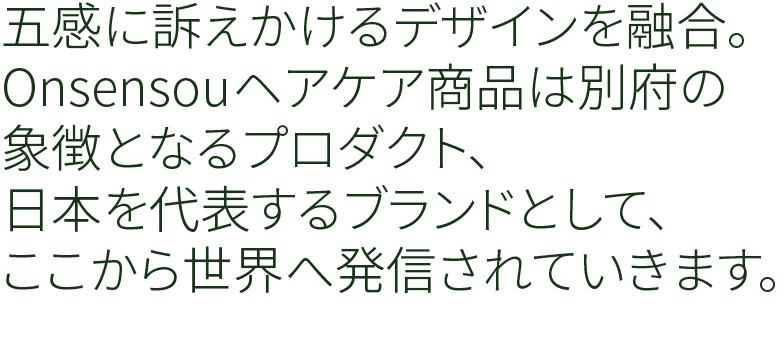 五感に訴えかけるデザインを融合。
Onsensouヘアケア商品は別府の
象徴となるプロダクト、
日本を代表するブランドとして、
ここから世界へ発信されていきます。